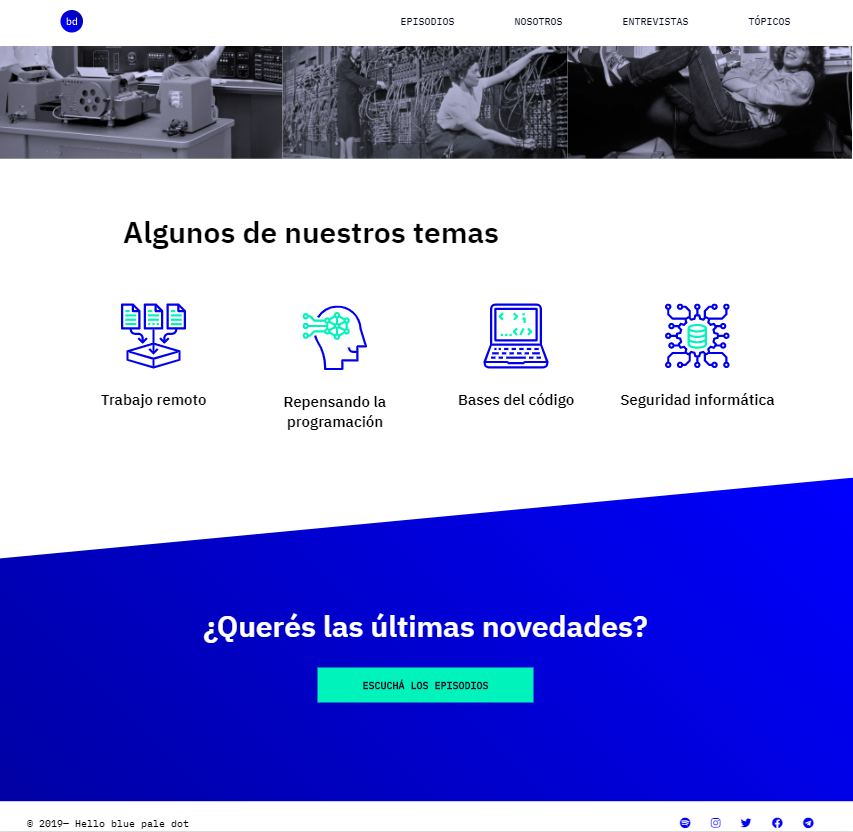 bd
EPISODIOS
NOSOTROS
ENTREVISTAS
TÓPICOS
Algunos de nuestros temas
Trabajo remoto
Repensando la
programación
Bases del código
Seguridad informática
¿Querés las últimas novedades?
ESCUCHÁ LOS EPISODIOS
© 2019— Hello blue pale dot